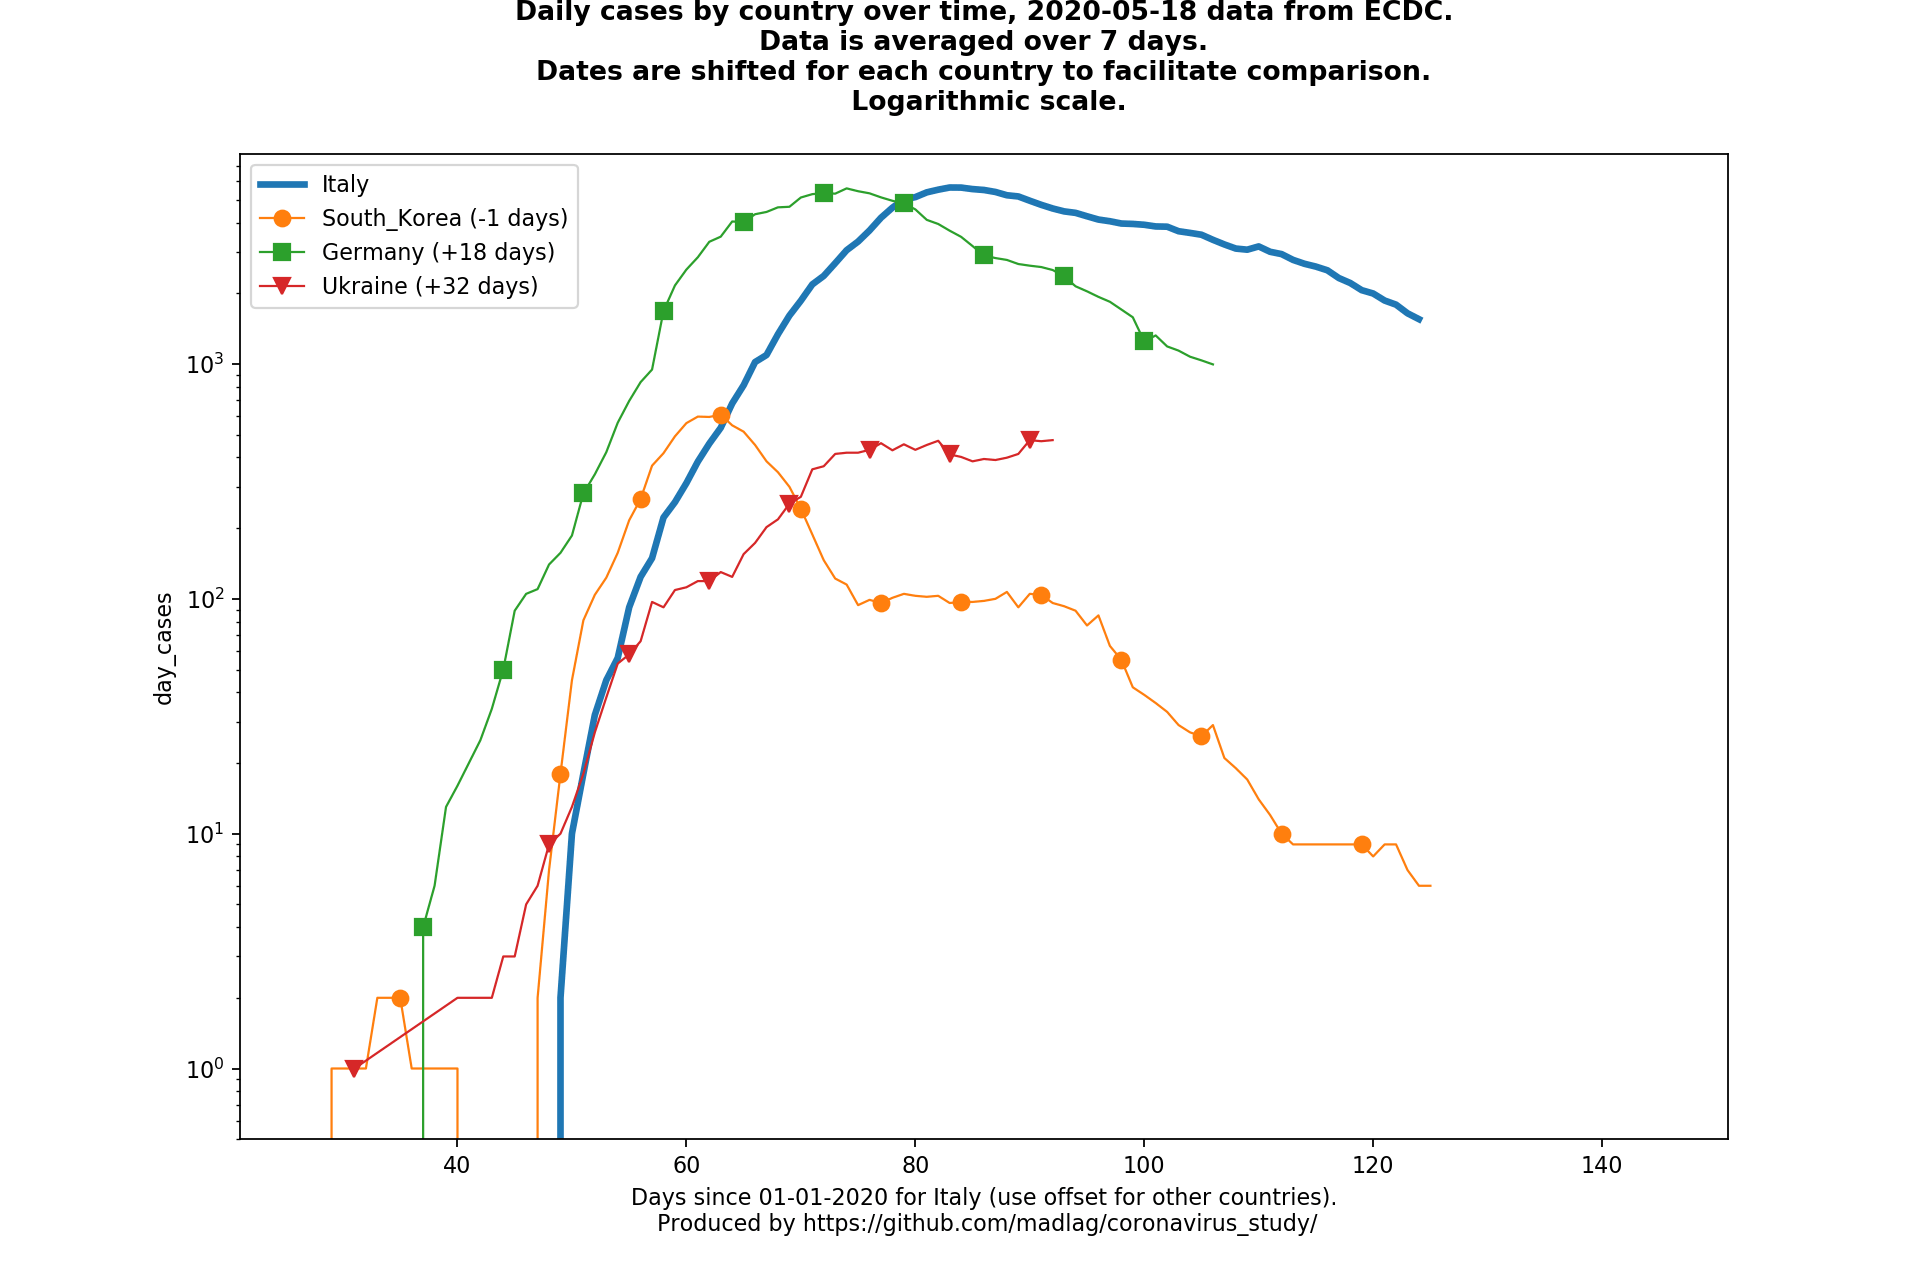 Daily cases by country over time, 2020-05-18 data from ECDC.
Data is averaged over 7 days.
Dates are shifted for each country to facilitate comparison.
Logarithmic scale.
Italy
South_Korea (-1 days)
Germany (+18 days)
Ukraine (+32 days)
10³
10²
10¹
10⁰
day_cases
40 60 80 100 120 140
Days since 01-01-2020 for Italy (use offset for other countries).
Produced by https://github.com/madlag/coronavirus_study/